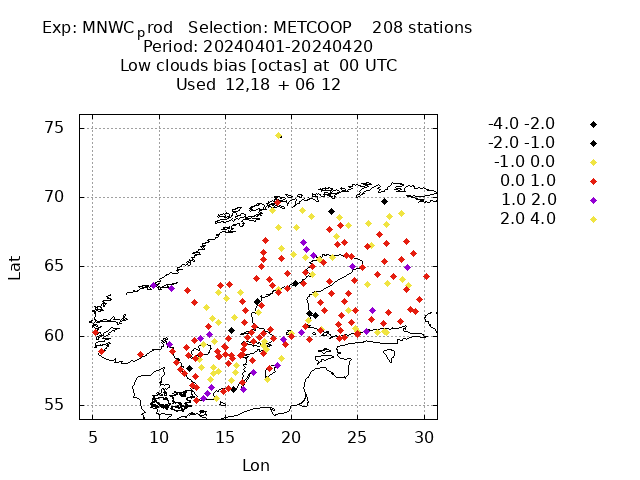 Exp: MNWCprod   Selection: METCOOP    208 stations
Period: 20240401-20240420
Low clouds bias [octas] at  00 UTC
Used  12,18 + 06 12
-4.0 -2.0
-2.0 -1.0
-1.0 0.0
0.0 1.0
1.0 2.0
2.0 4.0
75
70
65
60
55
Lat
5 10 15 20 25 30
Lon